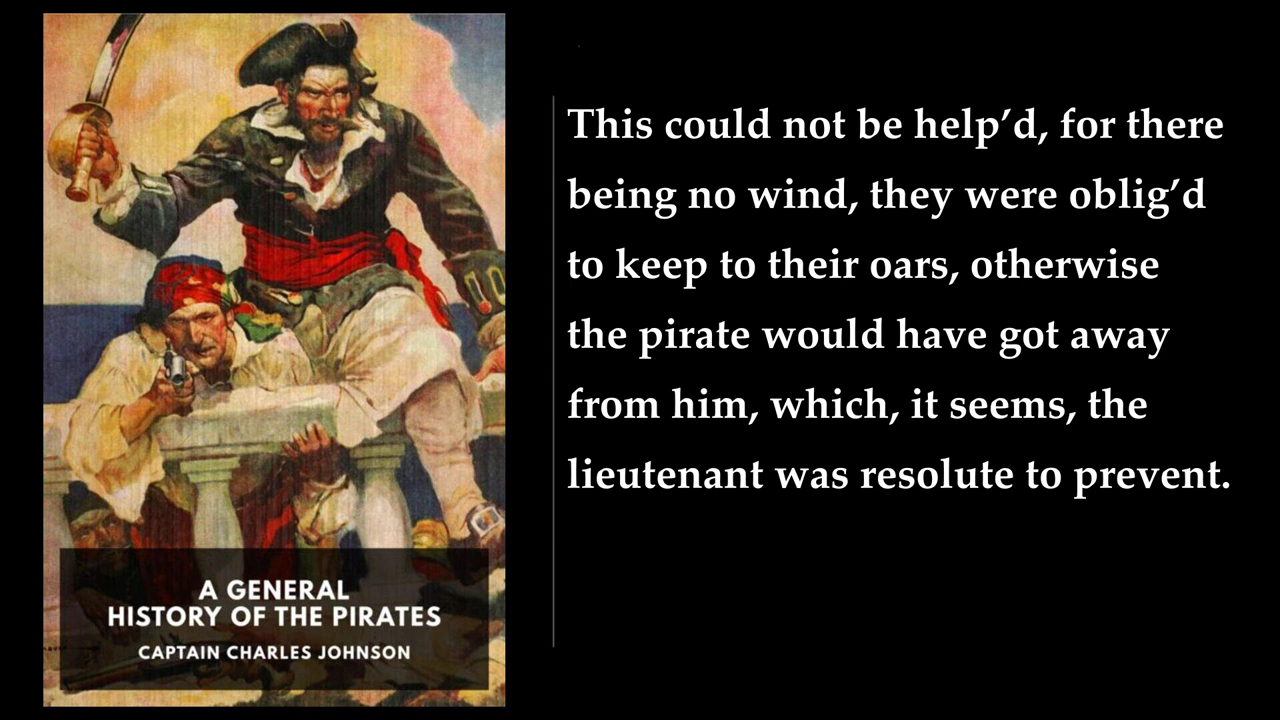 This could not be help’d, for there
being no wind, they were oblig’d
to keep to their oars, otherwise
the pirate would have got away
from him, which, it seems, the
lieutenant was resolute to prevent.
A GENERAL
HISTORY OF THE PIRATES
CAPTAIN CHARLES JOHNSON